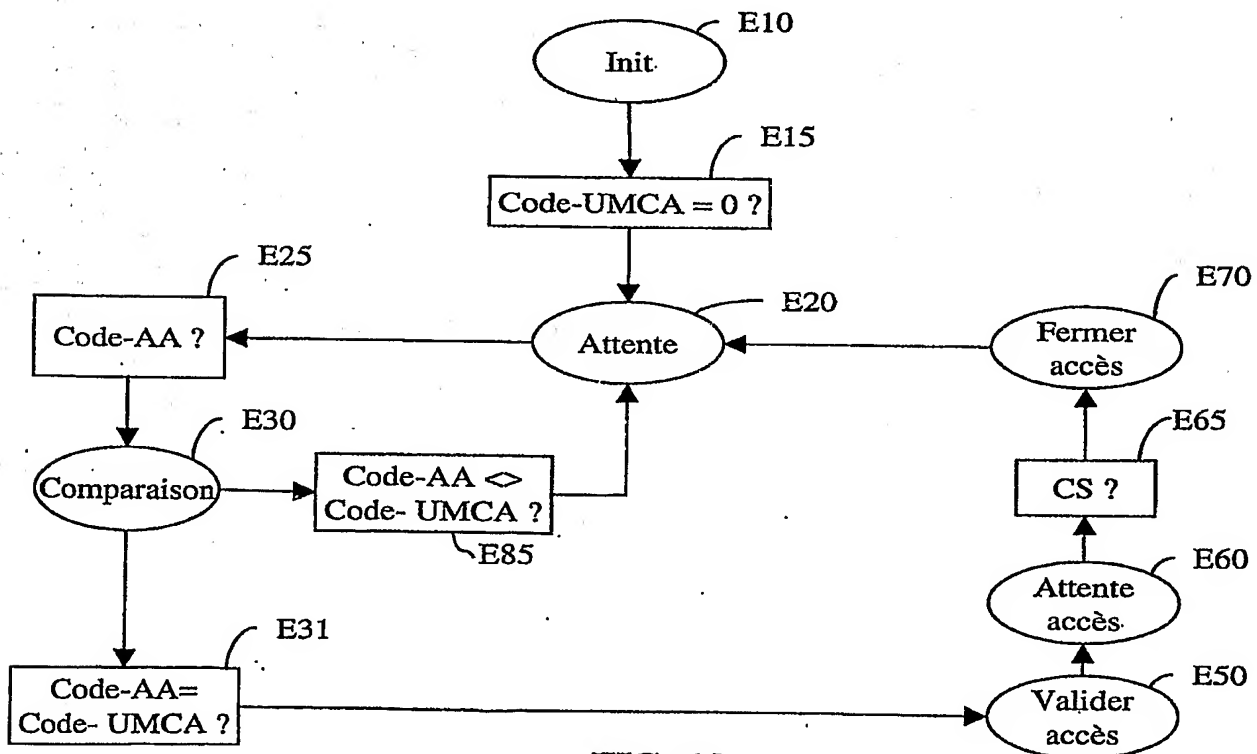 E10
Init
E15
Code-UMCA = 0 ?
E25
E20
E70
Code-AA ?
Attente
Fermer
accès
E30
E65
Comparaison
Code-AA <>
Code- UMCA ?
CS ?
E85
E60
Attente
accès
E31
E50
Code-AA=
Code- UMCA ?
Valider
accès